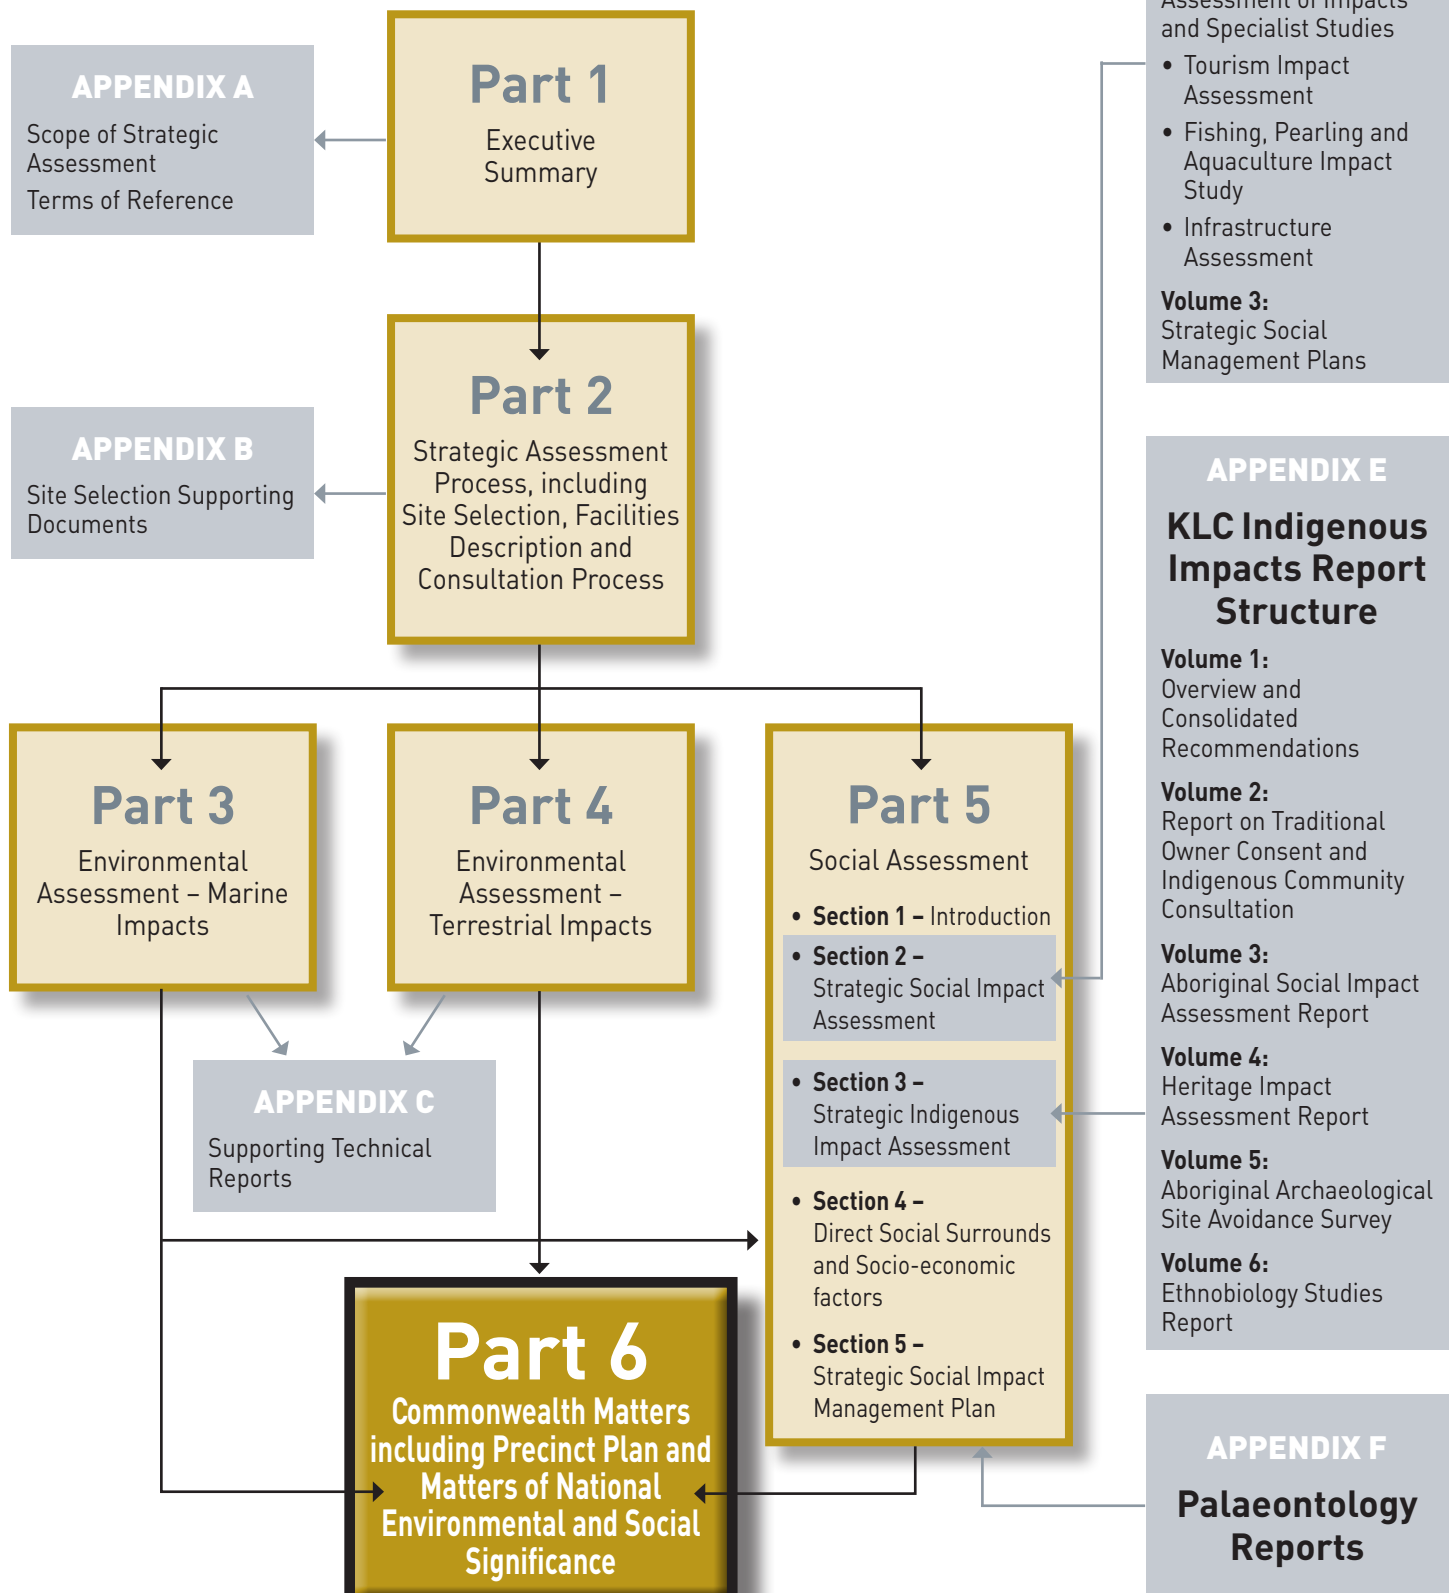 Part 1
Executive
Summary
APPENDIX A
Scope of Strategic
Assessment
Terms of Reference
Part 2
Strategic Assessment
Process, including
Site Selection, Facilities
Description and
Consultation Process
APPENDIX B
Site Selection Supporting
Documents
Part 3
Environmental
Assessment – Marine
Impacts
Part 4
Environmental
Assessment –
Terrestrial Impacts
APPENDIX C
Supporting Technical
Reports
Part 5
Social Assessment
• Section 1 – Introduction
• Section 2 –
Strategic Social Impact
Assessment
• Section 3 –
Strategic Indigenous
Impact Assessment
• Section 4 –
Direct Social Surrounds
and Socio-economic
factors
• Section 5 –
Strategic Social Impact
Management Plan
Part 6
Commonwealth Matters
including Precinct Plan and
Matters of National
Environmental and Social
Significance
Assessment of Impacts
and Specialist Studies
• Tourism Impact
Assessment
• Fishing, Pearling and
Aquaculture Impact
Study
• Infrastructure
Assessment
Volume 3:
Strategic Social
Management Plans
APPENDIX E
KLC Indigenous
Impacts Report
Structure
Volume 1:
Overview and
Consolidated
Recommendations
Volume 2:
Report on Traditional
Owner Consent and
Indigenous Community
Consultation
Volume 3:
Aboriginal Social Impact
Assessment Report
Volume 4:
Heritage Impact
Assessment Report
Volume 5:
Aboriginal Archaeological
Site Avoidance Survey
Volume 6:
Ethnobiology Studies
Report
APPENDIX F
Palaeontology
Reports